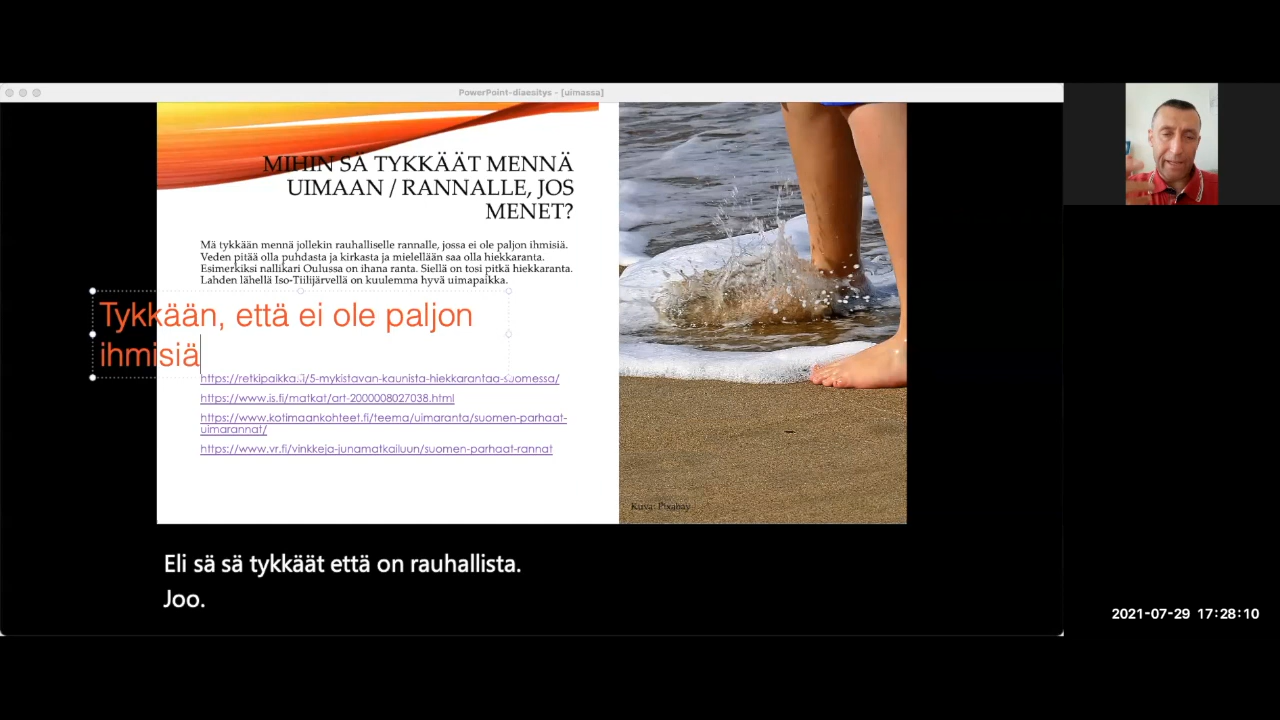 PowerPoint-diaesitys - [uimassa]
MIHIN SÄ TYKKÄÄT MENNÄ
UIMAAN / RANNALLE, JOS
MENET?
Mä tykkään mennä jollekin rauhalliselle rannalle, jossa ei ole paljon ihmisiä.
Veden pitää olla puhdasta ja kirkasta ja mielellään saa olla hiekkaranta.
Esimerkiksi nallikari Oulussa on ihana ranta. Siellä on tosi pitkä hiekkaranta.
Lahden lähellä Iso-Tiilijärvellä on kuulemma hyvä uimapaikka.
Tykkään, että ei ole paljon
ihmisiä
https://retkipaikka.fi/5-mykistavan-kaunista-hiekkarantaa-suomessa/
https://www.is.fi/matkat/art-2000008027038.html
https://www.kotimaankohteet.fi/teema/uimaranta/suomen-parhaat-
uimarannat/
https://www.vr.fi/vinkkeja-junamatkailuun/suomen-parhaat-rannat
Kuva: Pixabay
Eli sä sä tykkäät että on rauhallista.
Joo.
2021-07-29 17:28:10